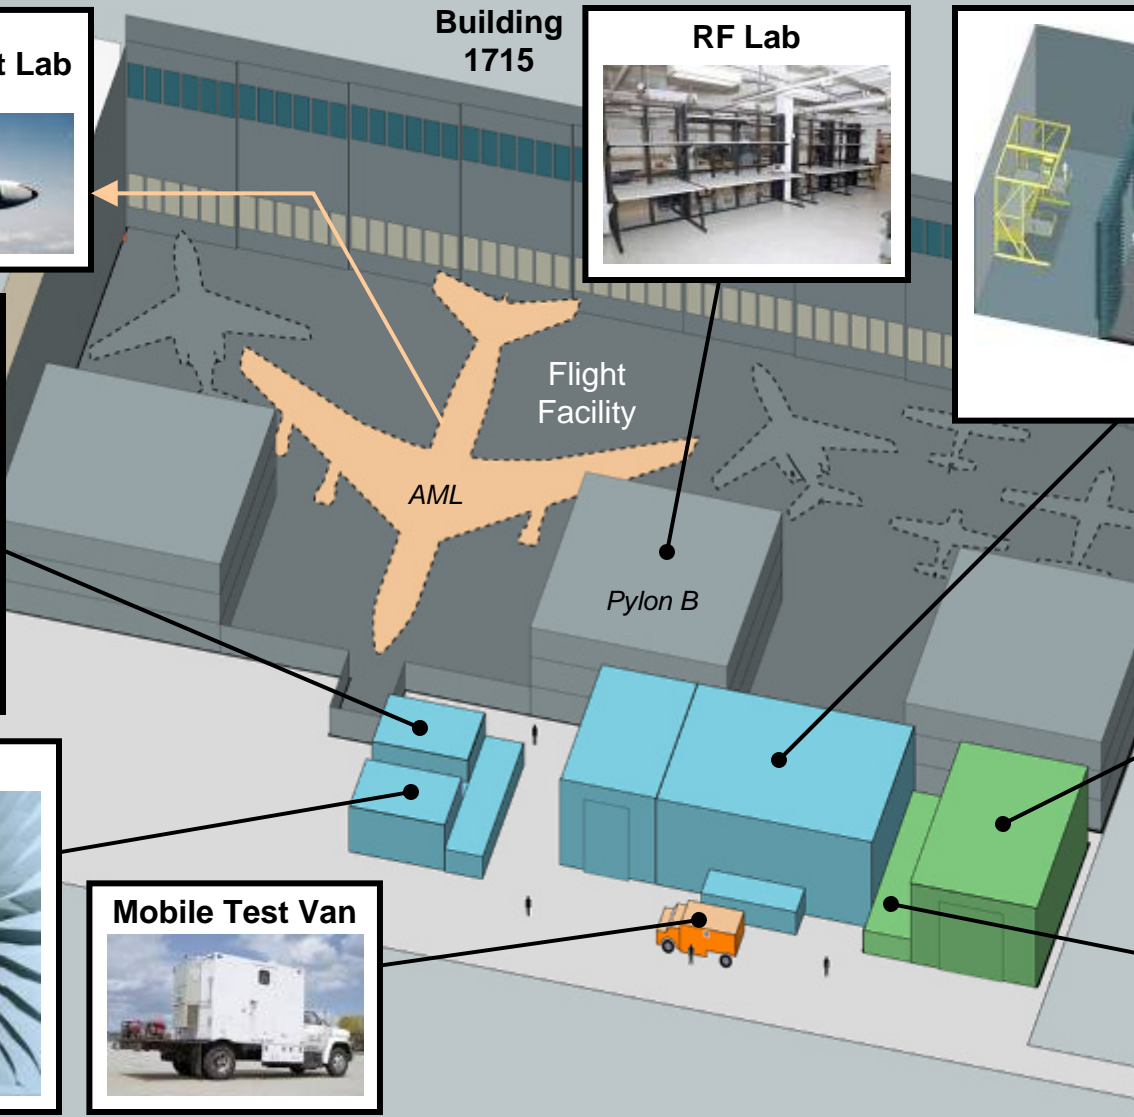 Building
1715
RF Lab
t Lab
Flight
Facility
AML
Pylon B
Mobile Test Van